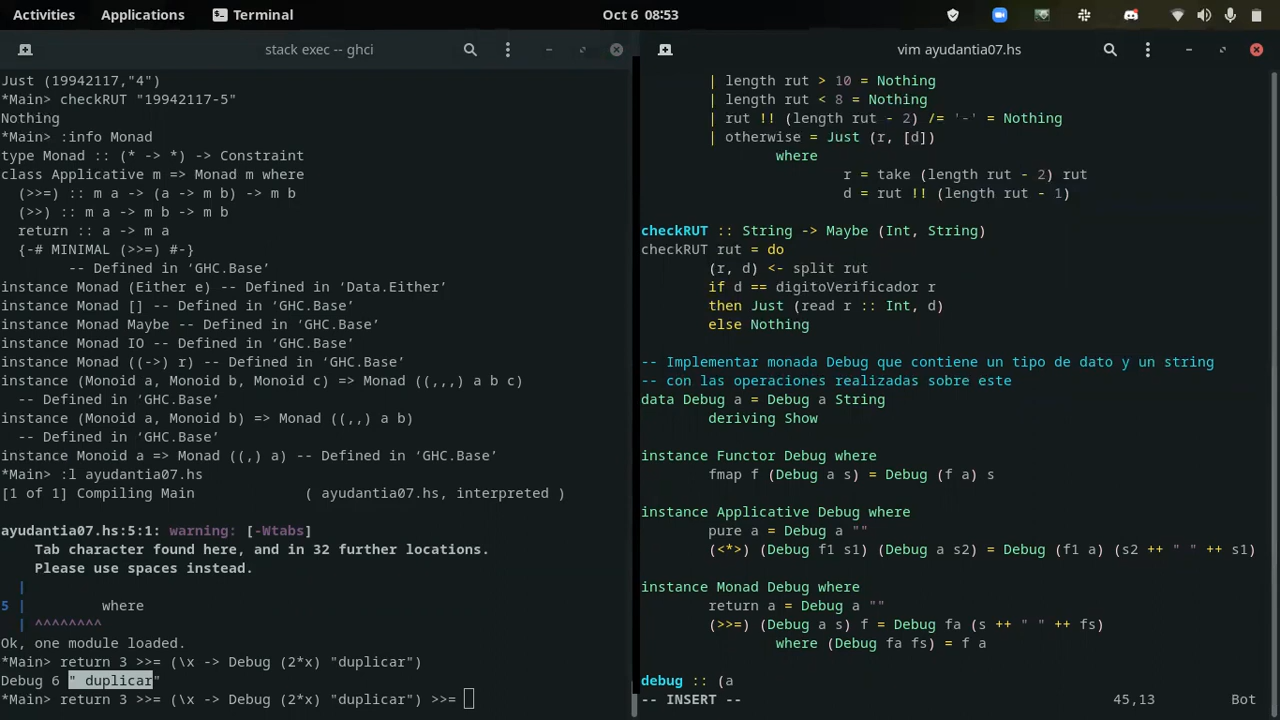 Activities Applications Terminal Oct 6 08:53
stack exec -- ghci
Just (19942117,"4")
*Main> checkRUT "19942117-5"
Nothing
*Main> :info Monad
type Monad :: (* -> *) -> Constraint
class Applicative m => Monad m where
  (>>=) :: m a -> (a -> m b) -> m b
  (>>) :: m a -> m b -> m b
  return :: a -> m a
  {-# MINIMAL (>>=) #-}
        -- Defined in ‘GHC.Base’
instance Monad (Either e) -- Defined in ‘Data.Either’
instance Monad [] -- Defined in ‘GHC.Base’
instance Monad Maybe -- Defined in ‘GHC.Base’
instance Monad IO -- Defined in ‘GHC.Base’
instance Monad ((->) r) -- Defined in ‘GHC.Base’
instance (Monoid a, Monoid b, Monoid c) => Monad ((,,,) a b c)
  -- Defined in ‘GHC.Base’
instance (Monoid a, Monoid b) => Monad ((,,) a b)
  -- Defined in ‘GHC.Base’
instance Monoid a => Monad ((,) a) -- Defined in ‘GHC.Base’
*Main> :l ayudantia07.hs
[1 of 1] Compiling Main             ( ayudantia07.hs, interpreted )
ayudantia07.hs:5:1: warning: [-Wtabs]
    Tab character found here, and in 32 further locations.
    Please use spaces instead.
  |
5 |         where
  | ^^^^^^^^
Ok, one module loaded.
*Main> return 3 >>= (\x -> Debug (2*x) "duplicar")
Debug 6 " duplicar"
*Main> return 3 >>= (\x -> Debug (2*x) "duplicar") >>=
vim ayudantia07.hs
        | length rut > 10 = Nothing
        | length rut < 8 = Nothing
        | rut !! (length rut - 2) /= '-' = Nothing
        | otherwise = Just (r, [d])
                where
                        r = take (length rut - 2) rut
                        d = rut !! (length rut - 1)
checkRUT :: String -> Maybe (Int, String)
checkRUT rut = do
        (r, d) <- split rut
        if d == digitoVerificador r
        then Just (read r :: Int, d)
        else Nothing
-- Implementar monada Debug que contiene un tipo de dato y un string
-- con las operaciones realizadas sobre este
data Debug a = Debug a String
        deriving Show
instance Functor Debug where
        fmap f (Debug a s) = Debug (f a) s
instance Applicative Debug where
        pure a = Debug a ""
        (<*>) (Debug f1 s1) (Debug a s2) = Debug (f1 a) (s2 ++ " " ++ s1)
instance Monad Debug where
        return a = Debug a ""
        (>>=) (Debug a s) f = Debug fa (s ++ " " ++ fs)
                where (Debug fa fs) = f a
debug :: (a
-- INSERT -- 45,13 Bot